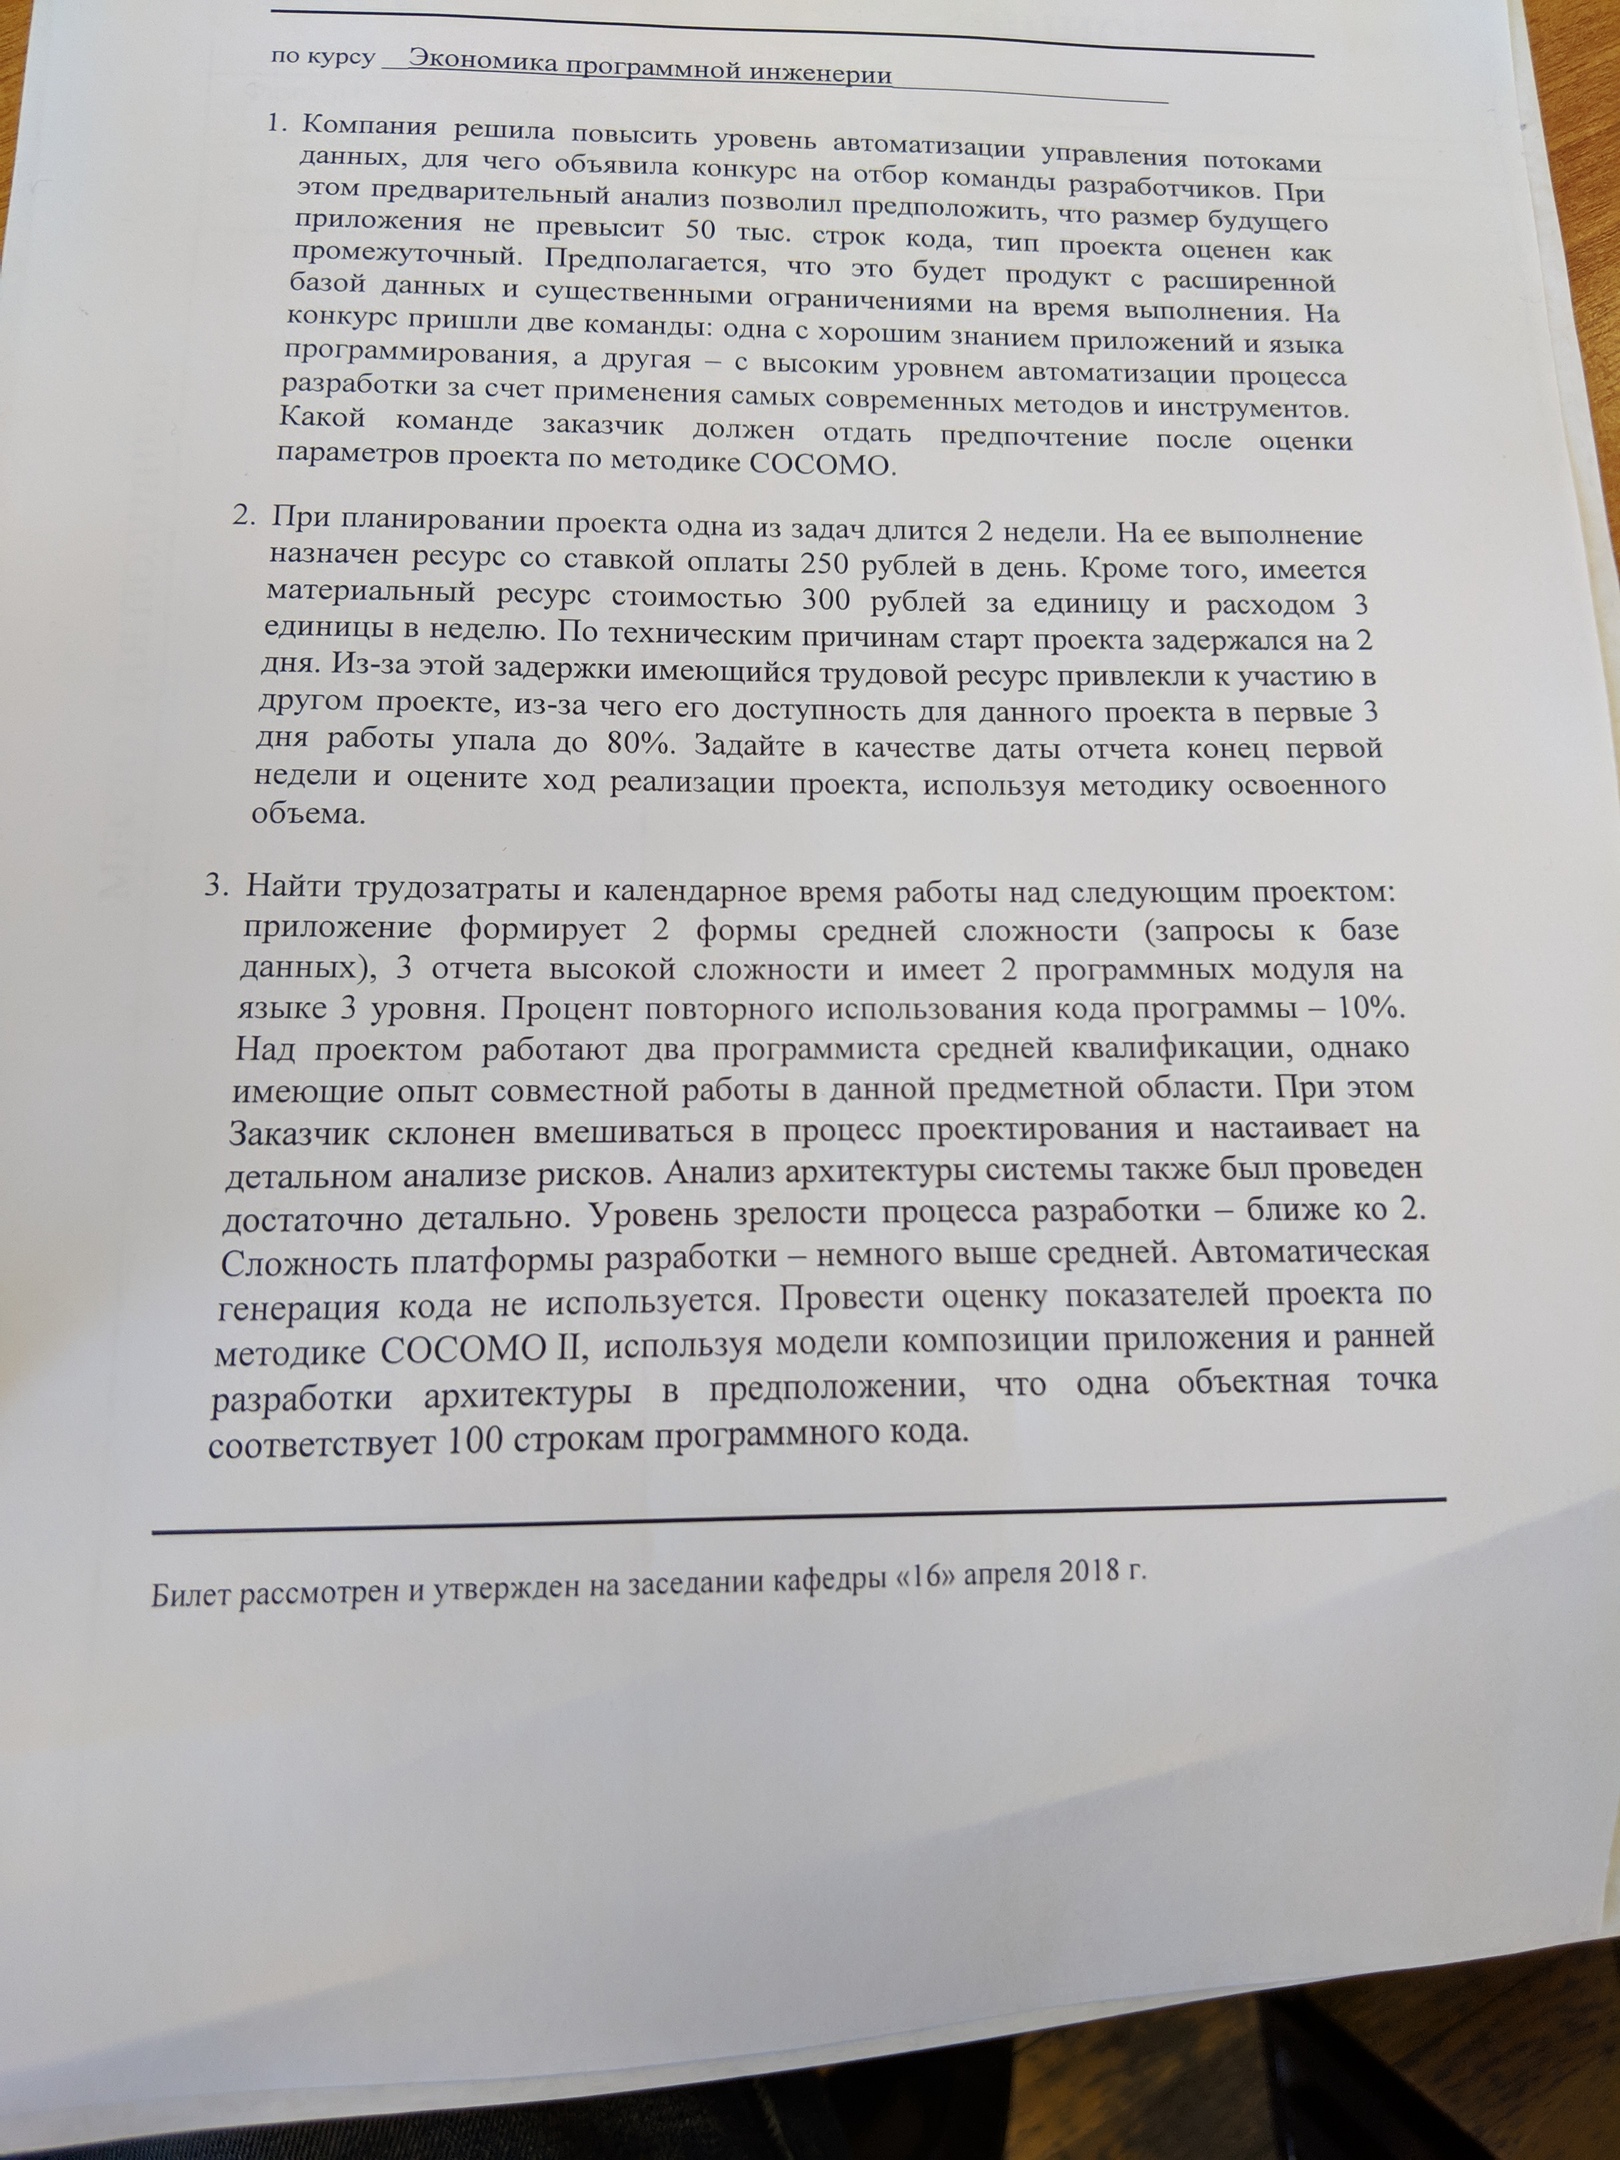 по курсу Экономика программной инженерии
1. Компания решила повысить уровень автоматизации управления потоками
данных, для чего объявила конкурс на отбор команды разработчиков. При
этом предварительный анализ позволил предположить, что размер будущего
приложения не превысит 50 тыс. строк кода, тип проекта оценен как
промежуточный. Предполагается, что это будет продукт с расширенной
базой данных и существенными ограничениями на время выполнения. На
конкурс пришли две команды: одна с хорошим знанием приложений и языка
программирования, а другая – с высоким уровнем автоматизации процесса
разработки за счет применения самых современных методов и инструментов.
Какой команде заказчик должен отдать предпочтение после оценки
параметров проекта по методике COCOMO.
2. При планировании проекта одна из задач длится 2 недели. На ее выполнение
назначен ресурс со ставкой оплаты 250 рублей в день. Кроме того, имеется
материальный ресурс стоимостью 300 рублей за единицу и расходом 3
единицы в неделю. По техническим причинам старт проекта задержался на 2
дня. Из-за этой задержки имеющийся трудовой ресурс привлекли к участию в
другом проекте, из-за чего его доступность для данного проекта в первые 3
дня работы упала до 80%. Задайте в качестве даты отчета конец первой
недели и оцените ход реализации проекта, используя методику освоенного
объема.
3. Найти трудозатраты и календарное время работы над следующим проектом:
приложение формирует 2 формы средней сложности (запросы к базе
данных), 3 отчета высокой сложности и имеет 2 программных модуля на
языке 3 уровня. Процент повторного использования кода программы – 10%.
Над проектом работают два программиста средней квалификации, однако
имеющие опыт совместной работы в данной предметной области. При этом
Заказчик склонен вмешиваться в процесс проектирования и настаивает на
детальном анализе рисков. Анализ архитектуры системы также был проведен
достаточно детально. Уровень зрелости процесса разработки – ближе ко 2.
Сложность платформы разработки – немного выше средней. Автоматическая
генерация кода не используется. Провести оценку показателей проекта по
методике COCOMO II, используя модели композиции приложения и ранней
разработки архитектуры в предположении, что одна объектная точка
соответствует 100 строкам программного кода.
Билет рассмотрен и утвержден на заседании кафедры «16» апреля 2018 г.